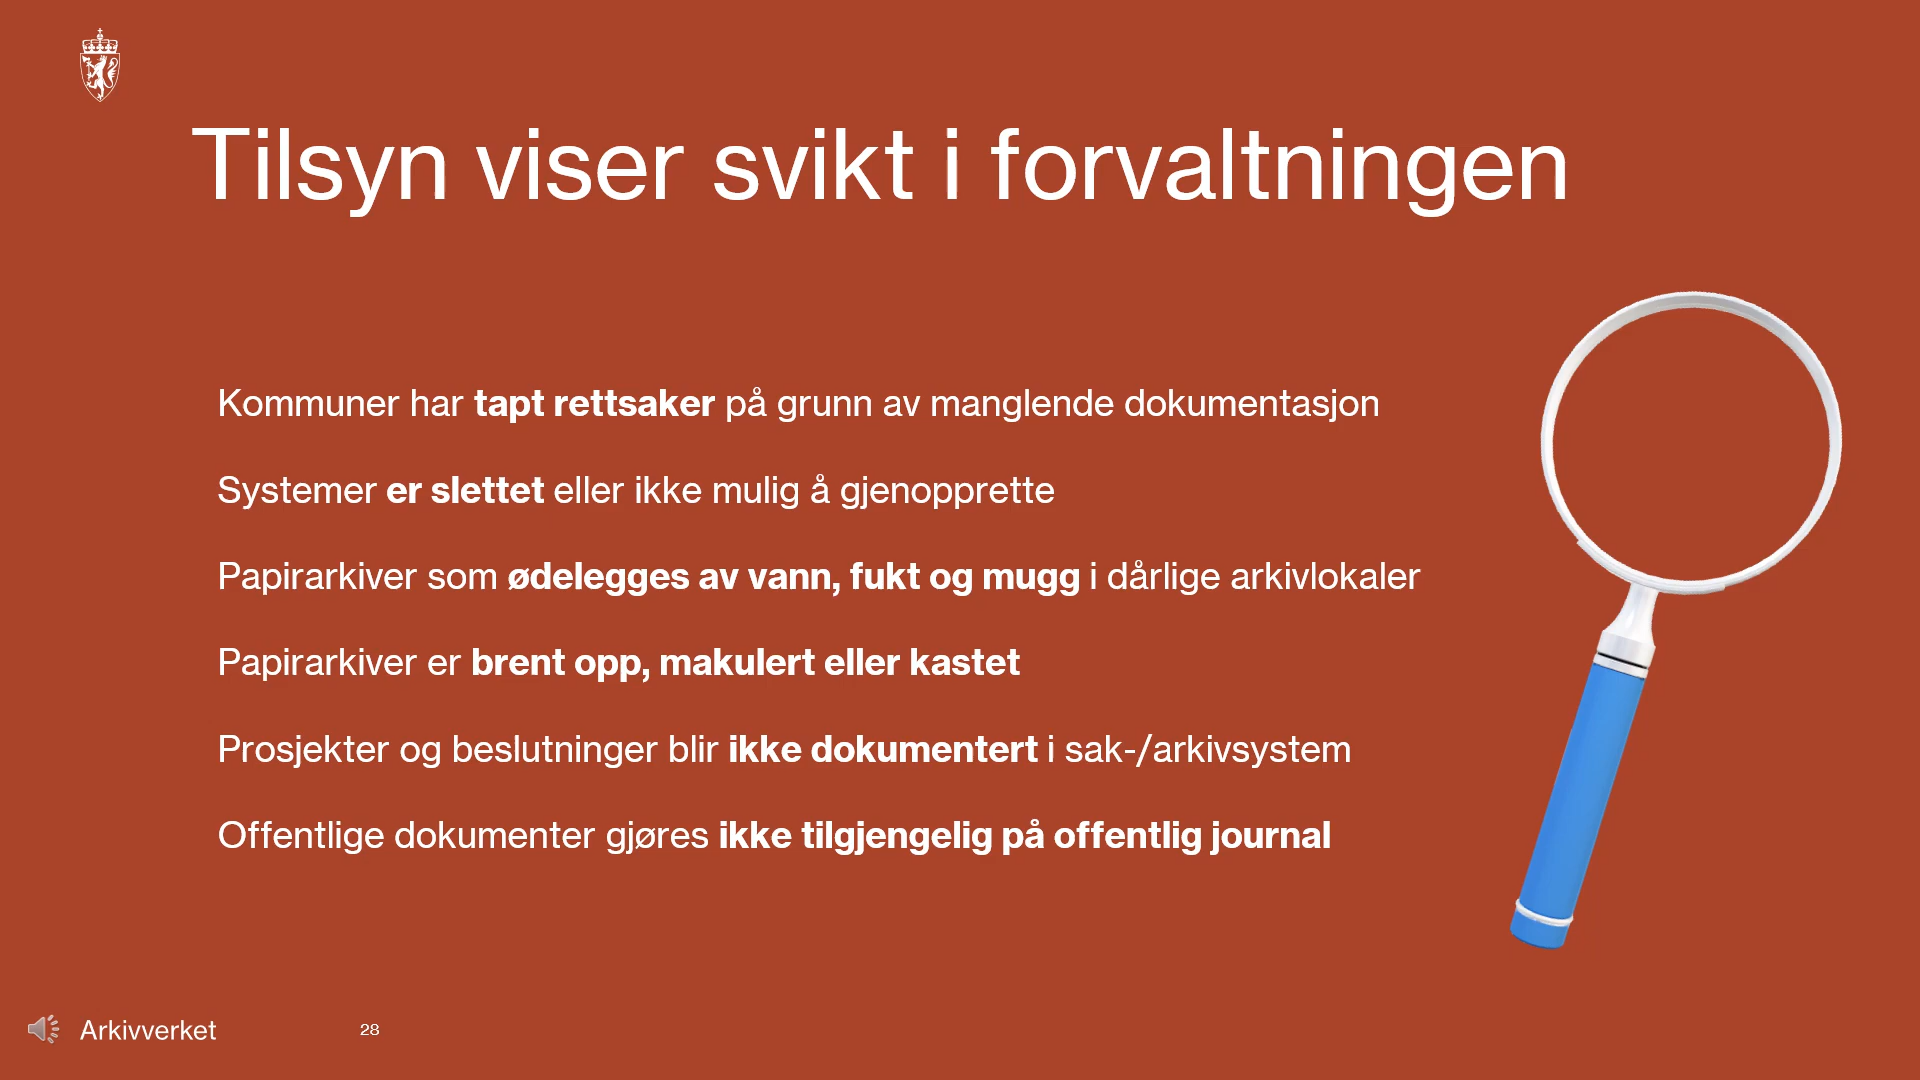 Tilsyn viser svikt i forvaltningen
Kommuner har tapt rettsaker på grunn av manglende dokumentasjon
Systemer er slettet eller ikke mulig å gjenopprette
Papirarkiver som ødelegges av vann, fukt og mugg i dårlige arkivlokaler
Papirarkiver er brent opp, makulert eller kastet
Prosjekter og beslutninger blir ikke dokumentert i sak-/arkivsystem
Offentlige dokumenter gjøres ikke tilgjengelig på offentlig journal
Arkivverket
28